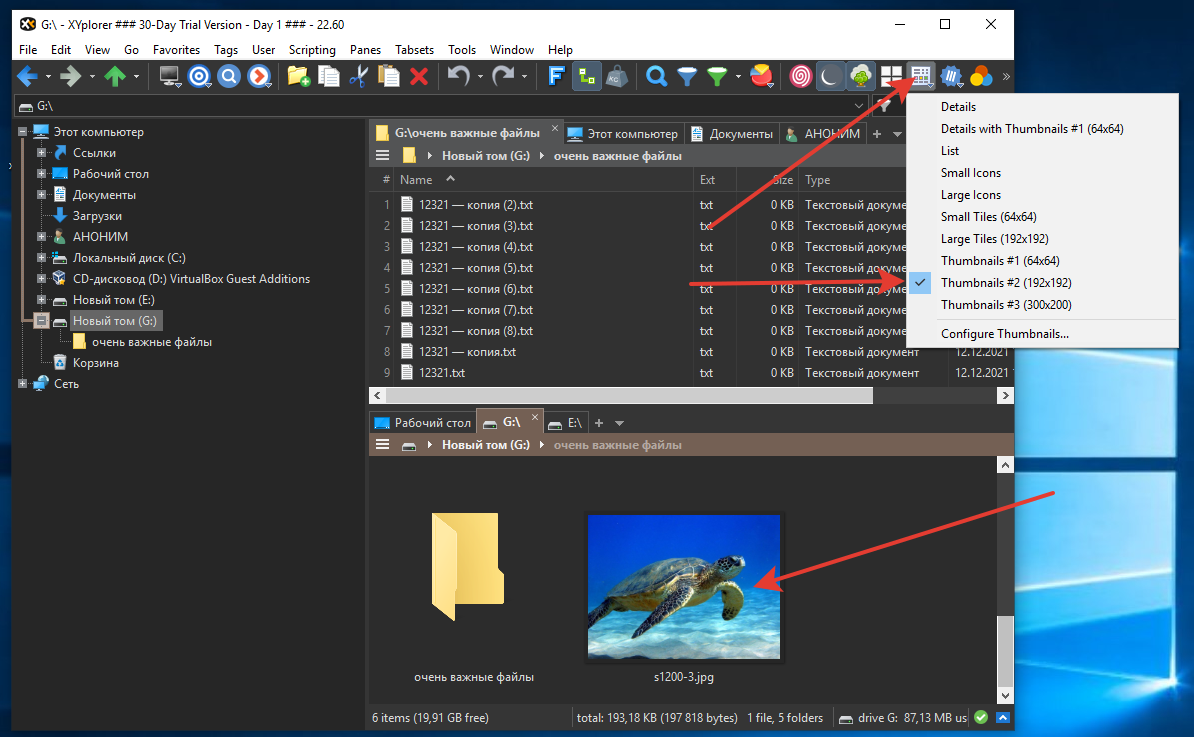 G:\ - XYplorer ### 30-Day Trial Version - Day 1 ### - 22.60
File Edit View Go Favorites Tags User Scripting Panes Tabsets Tools Window Help
G:\
Этот компьютер
Ссылки
Рабочий стол
Документы
Загрузки
АНОНИМ
Локальный диск (C:)
CD-дисковод (D:) VirtualBox Guest Additions
Новый том (E:)
Новый том (G:)
очень важные файлы
Корзина
Сеть
G:\очень важные файлы Этот компьютер Документы АНОНИМ
Новый том (G:) очень важные файлы
# Name Ext Size Type
1 12321 — копия (2).txt txt 0 KB Текстовый докуме
2 12321 — копия (3).txt txt 0 KB Текстовый докуме
3 12321 — копия (4).txt txt 0 KB Текстовый докуме
4 12321 — копия (5).txt txt 0 KB Текстовый докуме
5 12321 — копия (6).txt txt 0 KB Текстовый докуме
6 12321 — копия (7).txt txt 0 KB Текстовый докуме
7 12321 — копия (8).txt txt 0 KB Текстовый докуме
8 12321 — копия.txt txt 0 KB Текстовый документ 12.12.2021
9 12321.txt txt 0 KB Текстовый документ 12.12.2021
Details
Details with Thumbnails #1 (64x64)
List
Small Icons
Large Icons
Small Tiles (64x64)
Large Tiles (192x192)
Thumbnails #1 (64x64)
Thumbnails #2 (192x192)
Thumbnails #3 (300x200)
Configure Thumbnails...
Рабочий стол G:\ E:\
Новый том (G:) очень важные файлы
очень важные файлы
s1200-3.jpg
6 items (19,91 GB free) total: 193,18 KB (197 818 bytes) 1 file, 5 folders drive G: 87,13 MB us